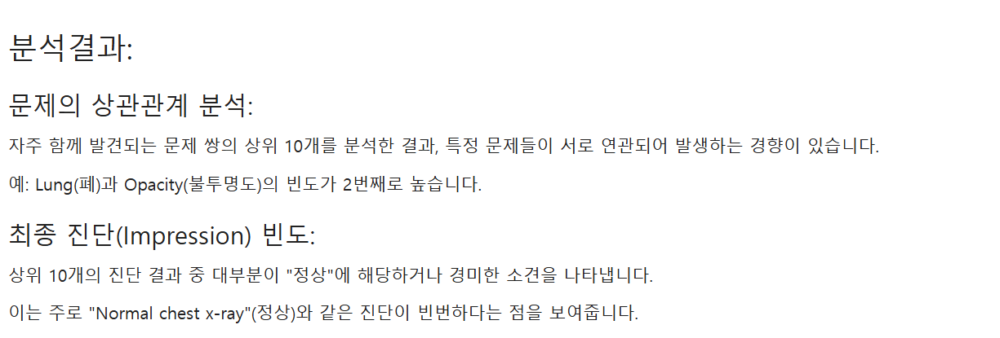 분석결과:
문제의 상관관계 분석:
자주 함께 발견되는 문제 쌍의 상위 10개를 분석한 결과, 특정 문제들이 서로 연관되어 발생하는 경향이 있습니다.
예: Lung(폐)과 Opacity(불투명도)의 빈도가 2번째로 높습니다.
최종 진단(Impression) 빈도:
상위 10개의 진단 결과 중 대부분이 "정상"에 해당하거나 경미한 소견을 나타냅니다.
이는 주로 "Normal chest x-ray"(정상)와 같은 진단이 빈번하다는 점을 보여줍니다.